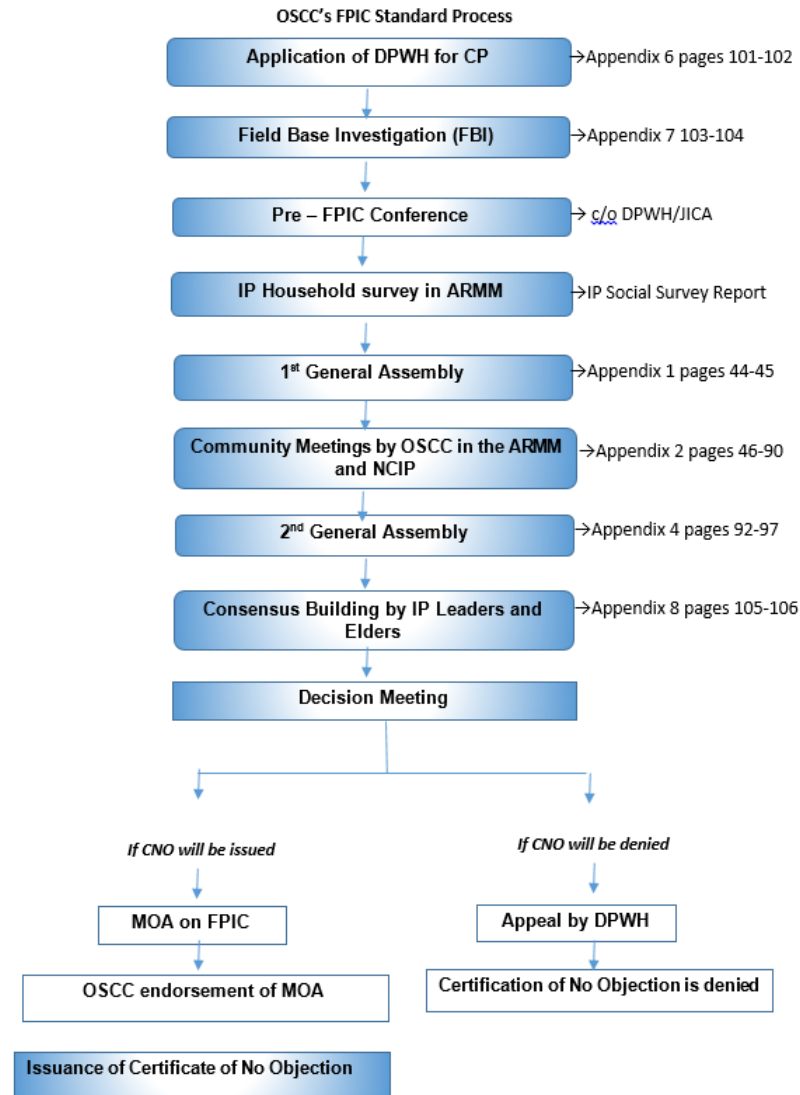 OSCC's FPIC Standard Process
Application of DPWH for CP
→Appendix 6 pages 101-102
Field Base Investigation (FBI)
→Appendix 7 103-104
Pre – FPIC Conference
→ c/o DPWH/JICA
IP Household survey in ARMM
→IP Social Survey Report
1st General Assembly
→Appendix 1 pages 44-45
Community Meetings by OSCC in the ARMM
and NCIP
→Appendix 2 pages 46-90
2nd General Assembly
→Appendix 4 pages 92-97
Consensus Building by IP Leaders and
Elders
→Appendix 8 pages 105-106
Decision Meeting
If CNO will be issued
If CNO will be denied
MOA on FPIC
Appeal by DPWH
OSCC endorsement of MOA
Certification of No Objection is denied
Issuance of Certificate of No Objection